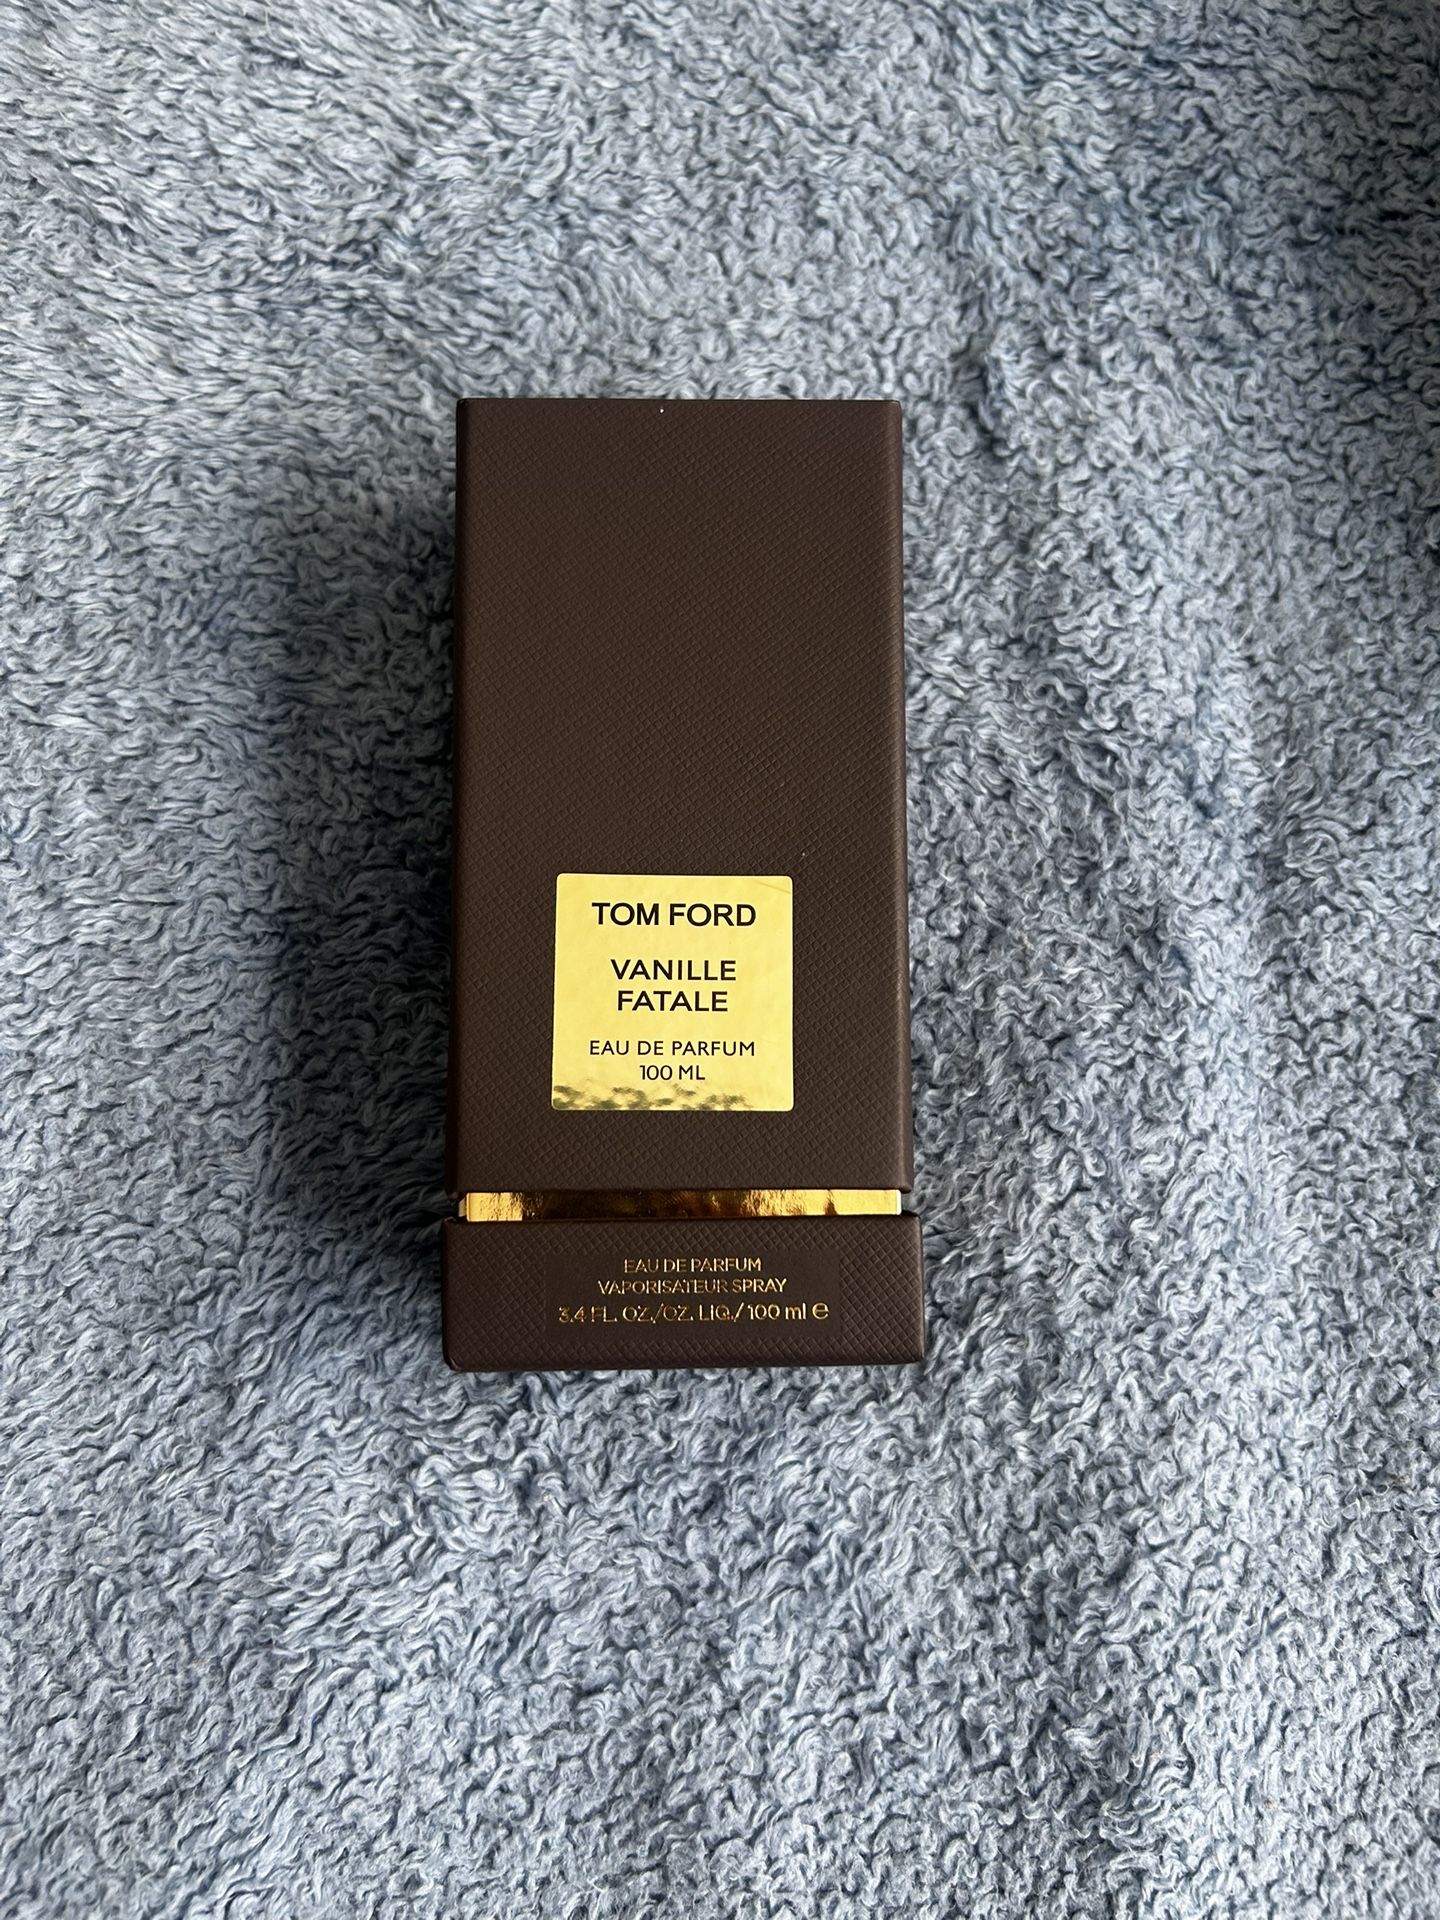 TOM FORD
VANILLE
FATALE
EAU DE PARFUM
100 ML
EAU DE PARFUM
VAPORISATEUR SPRAY
3.4 FL. OZ./OZ. LIQ./100 ml e